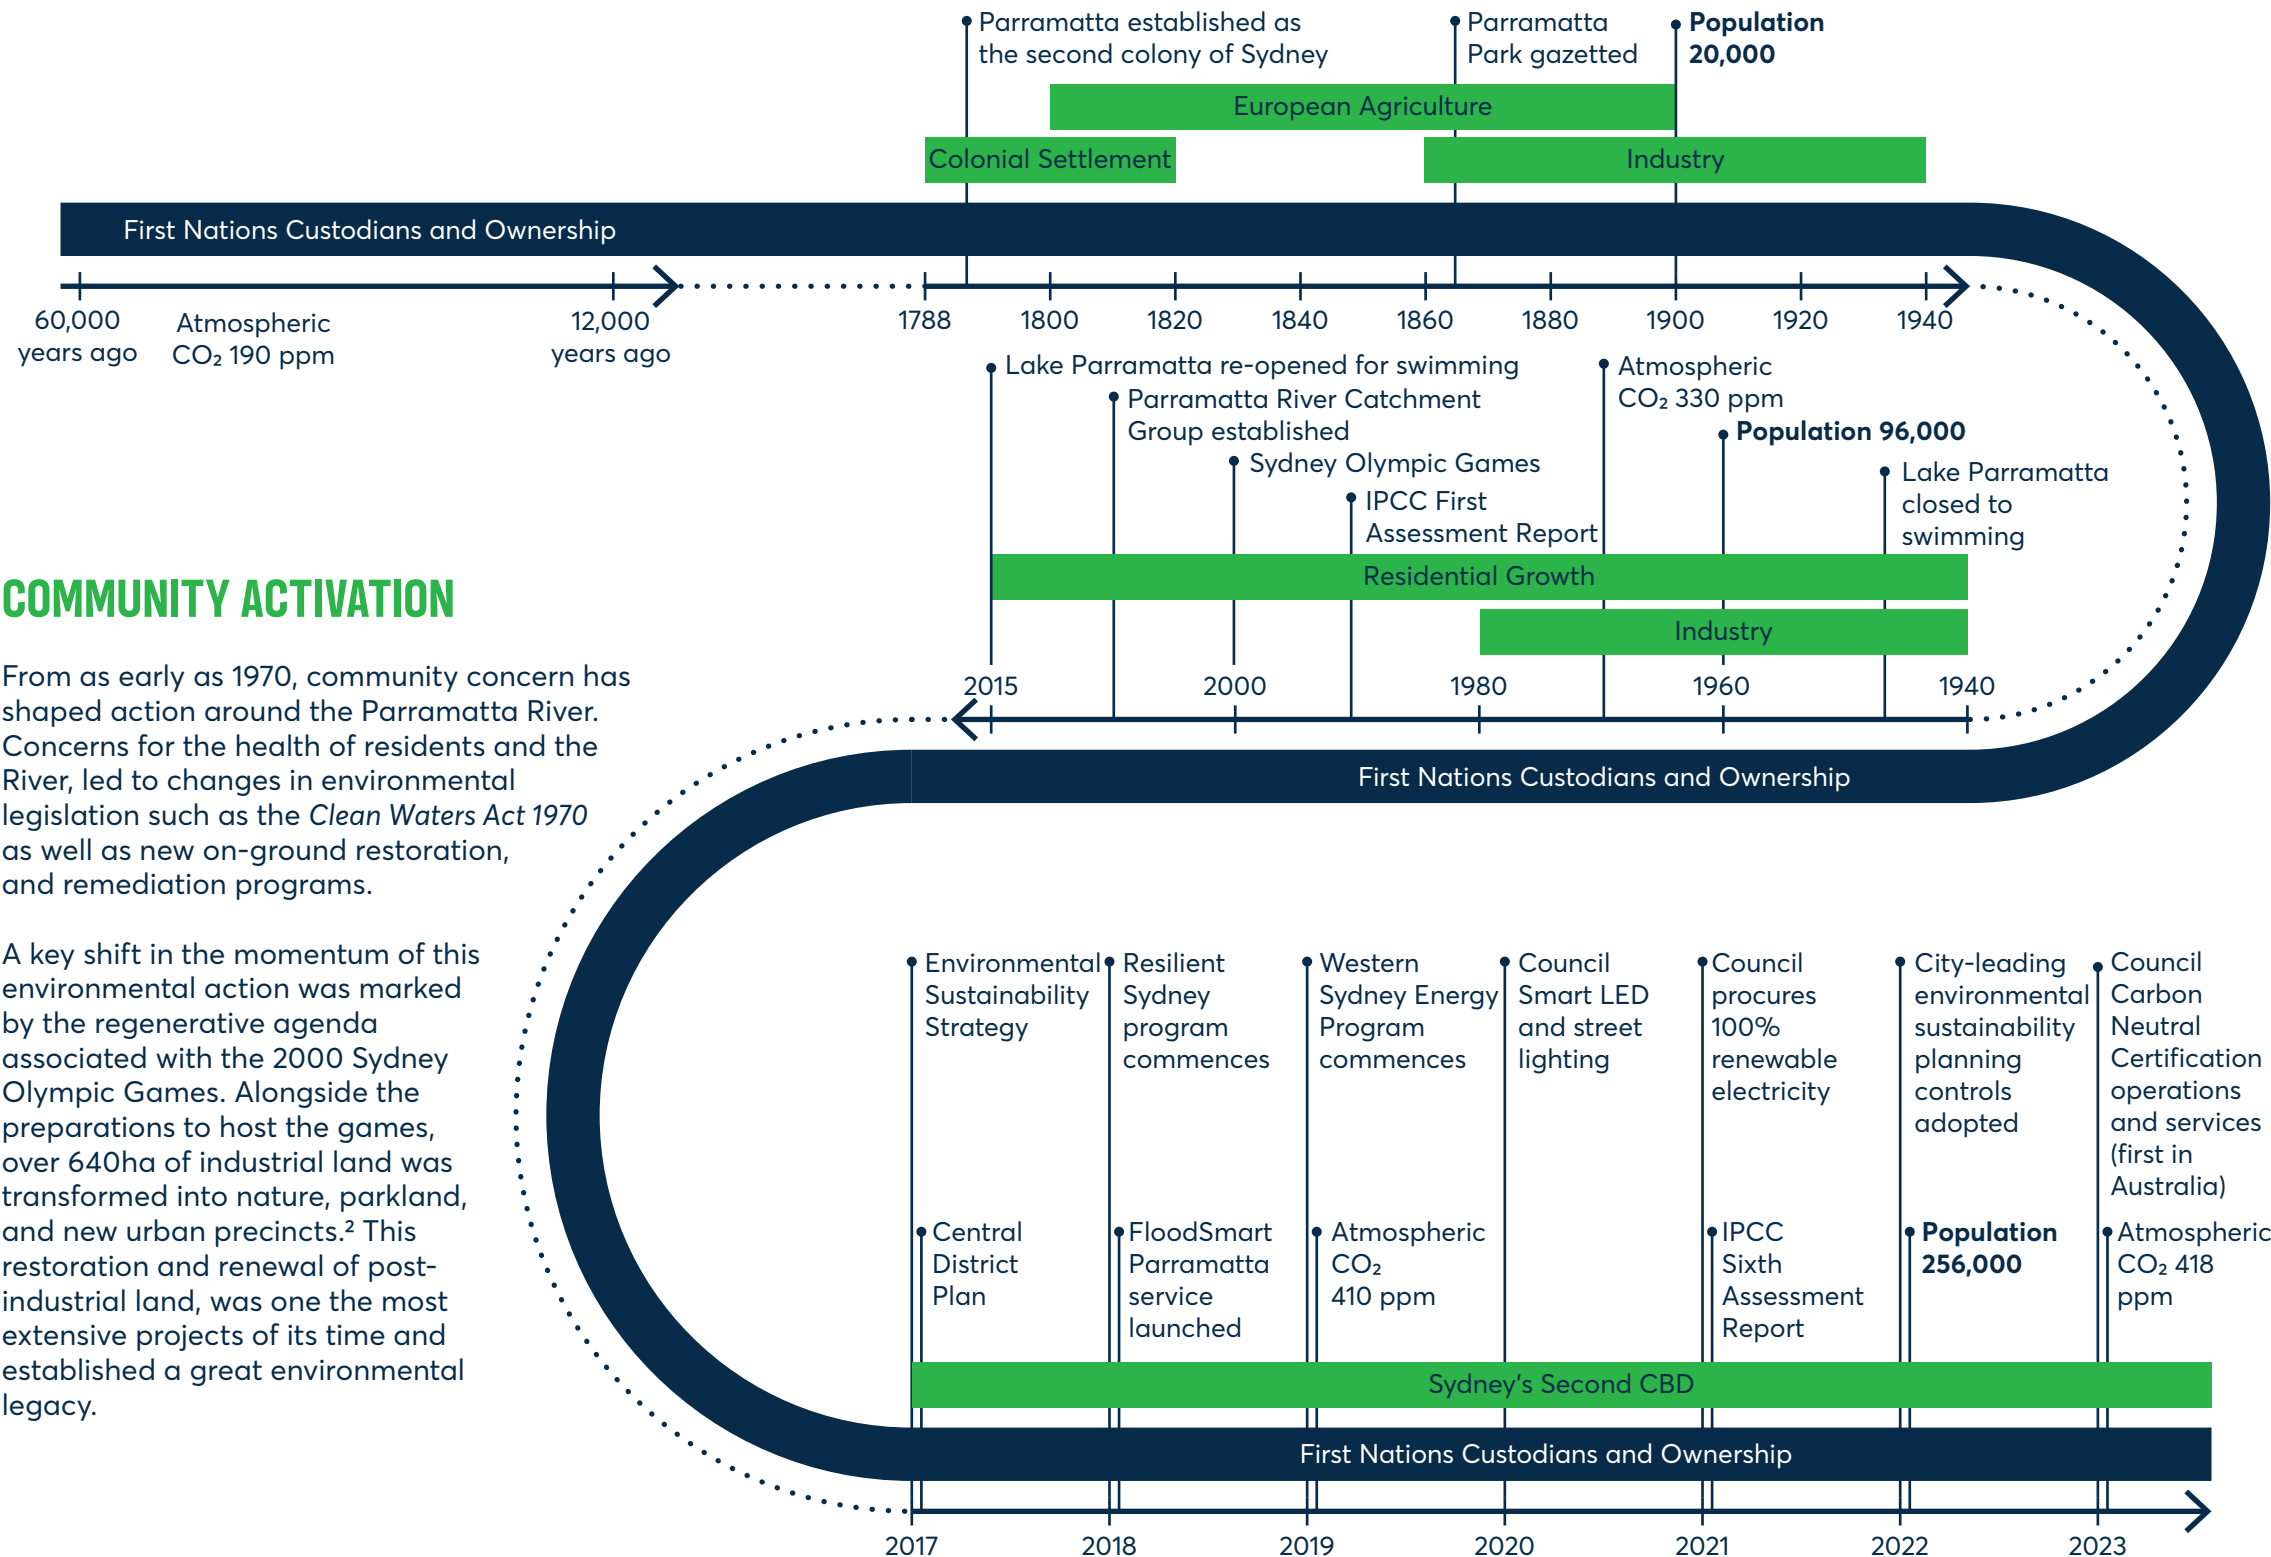 Parramatta established as
the second colony of Sydney
Parramatta
Park gazetted
Population
20,000
European Agriculture
Colonial Settlement
Industry
First Nations Custodians and Ownership
60,000
years ago
Atmospheric
CO₂ 190 ppm
12,000
years ago
1788
1800
1820
1840
1860
1880
1900
1920
1940
Lake Parramatta re-opened for swimming
Parramatta River Catchment
Group established
Sydney Olympic Games
IPCC First
Assessment Report
Atmospheric
CO₂ 330 ppm
Population 96,000
Lake Parramatta
closed to
swimming
Residential Growth
Industry
2015
2000
1980
1960
1940
First Nations Custodians and Ownership
COMMUNITY ACTIVATION
From as early as 1970, community concern has
shaped action around the Parramatta River.
Concerns for the health of residents and the
River, led to changes in environmental
legislation such as the Clean Waters Act 1970
as well as new on-ground restoration,
and remediation programs.
A key shift in the momentum of this
environmental action was marked
by the regenerative agenda
associated with the 2000 Sydney
Olympic Games. Alongside the
preparations to host the games,
over 640ha of industrial land was
transformed into nature, parkland,
and new urban precincts.² This
restoration and renewal of post-
industrial land, was one the most
extensive projects of its time and
established a great environmental
legacy.
Environmental
Sustainability
Strategy
Resilient
Sydney
program
commences
Western
Sydney Energy
Program
commences
Council
Smart LED
and street
lighting
Council
procures
100%
renewable
electricity
City-leading
environmental
sustainability
planning
controls
adopted
Council
Carbon
Neutral
Certification
operations
and services
(first in
Australia)
Central
District
Plan
FloodSmart
Parramatta
service
launched
Atmospheric
CO₂
410 ppm
IPCC
Sixth
Assessment
Report
Population
256,000
Atmospheric
CO₂ 418
ppm
Sydney's Second CBD
First Nations Custodians and Ownership
2017
2018
2019
2020
2021
2022
2023